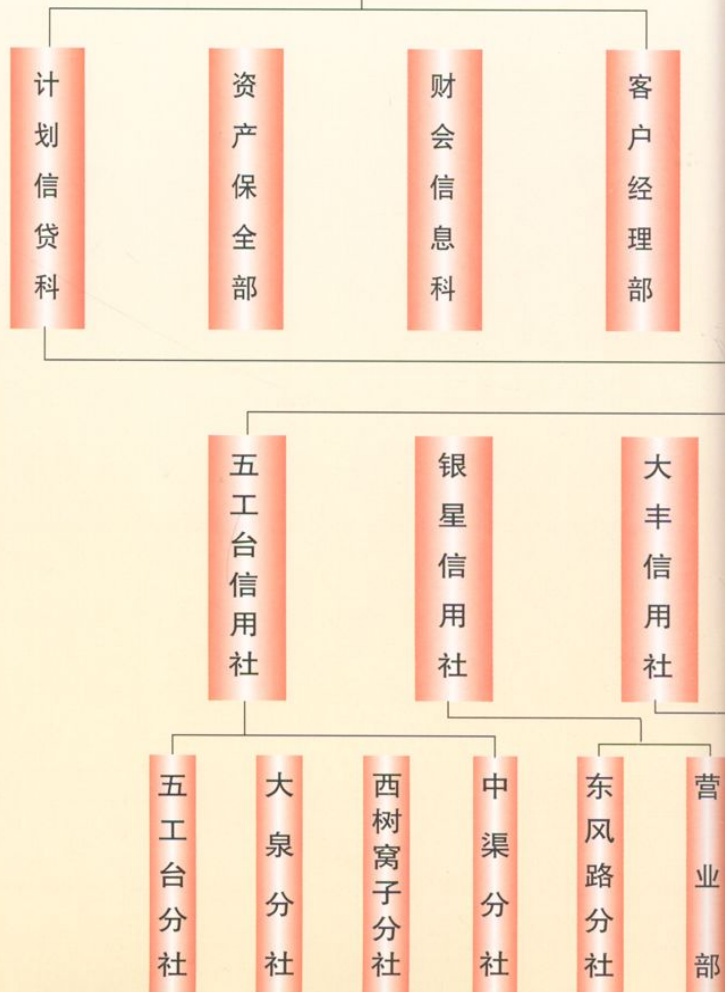 计划信贷科
资产保全部
财会信息科
客户经理部
五工台信用社
银星信用社
大丰信用社
五工台分社
大泉分社
西树窝子分社
中渠分社
东风路分社
营业部